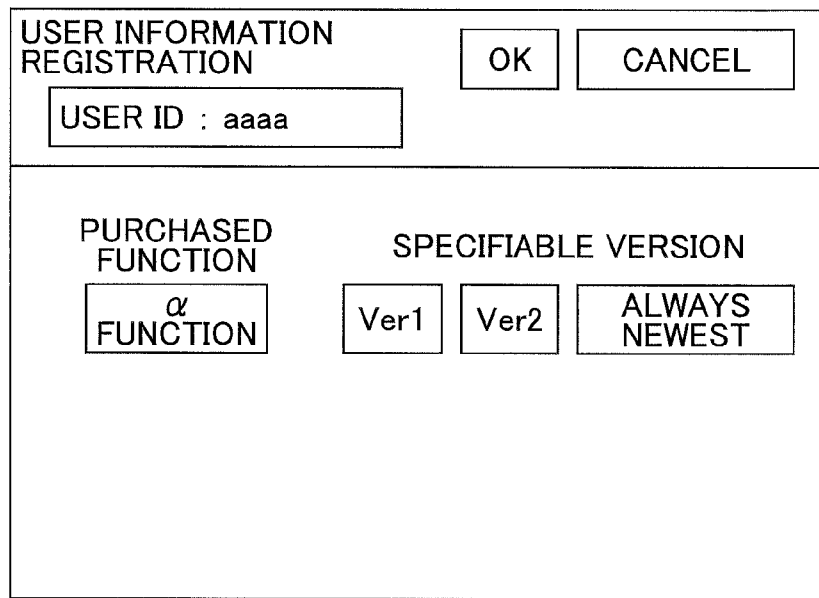 USER INFORMATION
REGISTRATION
OK
CANCEL
USER ID : aaaa
PURCHASED
FUNCTION
SPECIFIABLE VERSION
α
FUNCTION
Ver1
Ver2
ALWAYS
NEWEST